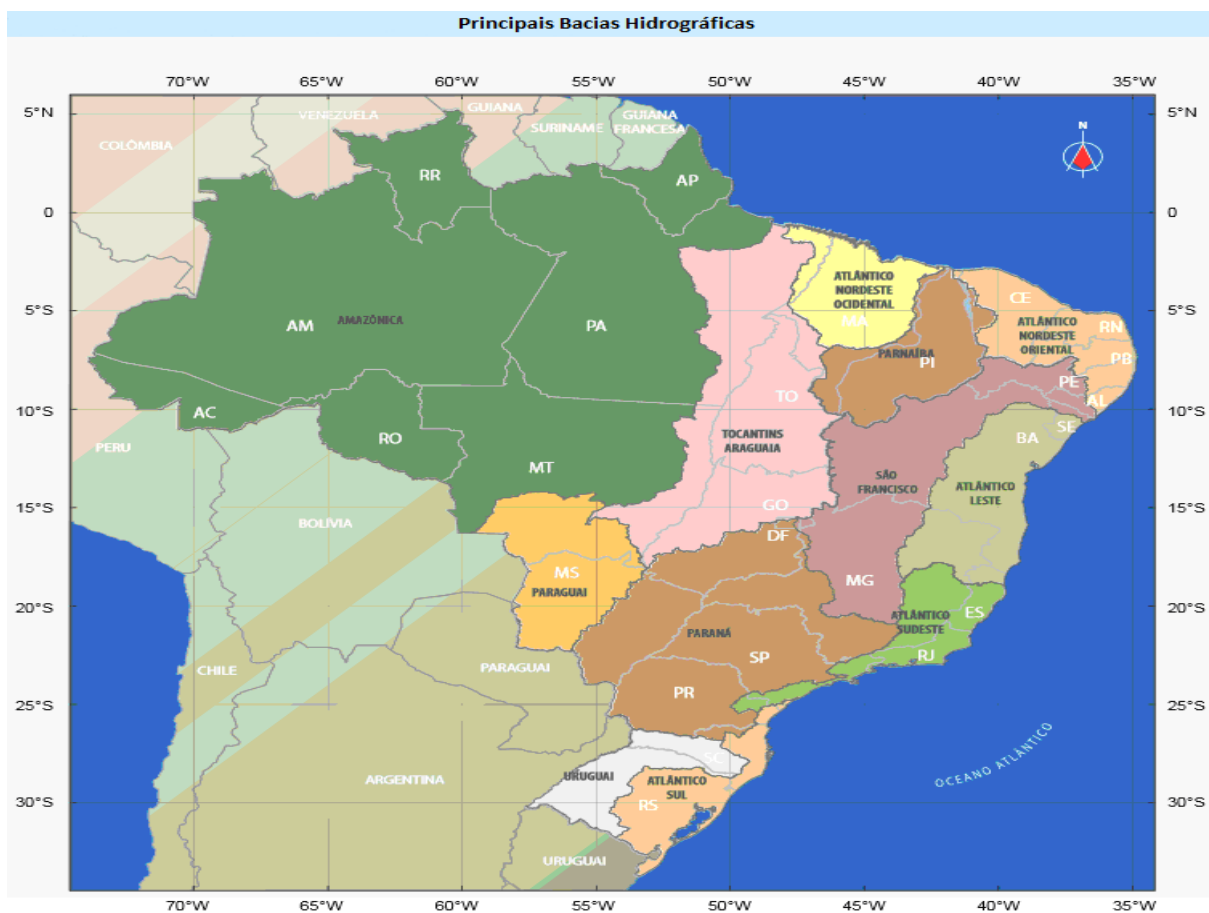 Principais Bacias Hidrográficas
70°W 65°W 60°W 55°W 50°W 45°W 40°W 35°W
5°N
5°N
VENEZUELA
GUIANA
SURINAME
GUIANA
FRANCESA
COLÔMBIA
N
RR
AP
0
0
ATLÂNTICO
NORDESTE
OCIDENTAL
MA
CE
5°S
5°S
AM
AMAZÔNICA
PA
ATLÂNTICO
NORDESTE
ORIENTAL
RN
PB
PARNAÍBA
PI
PE
AL
TO
AC
10°S
10°S
SE
BA
RO
PERU
TOCANTINS
ARAGUAIA
MT
SÃO
FRANCISCO
ATLÂNTICO
LESTE
15°S
15°S
GO
BOLIVIA
DF
MS
PARAGUAI
MG
20°S
20°S
ES
ATLÂNTICO
SUDESTE
PARANÁ
SP
RJ
CHILE
PARAGUAI
PR
25°S
25°S
OCEANO ATLÂNTICO
SC
URUGUAI
ARGENTINA
ATLÂNTICO
SUL
RS
30°S
30°S
URUGUAI
70°W 65°W 60°W 55°W 50°W 45°W 40°W 35°W